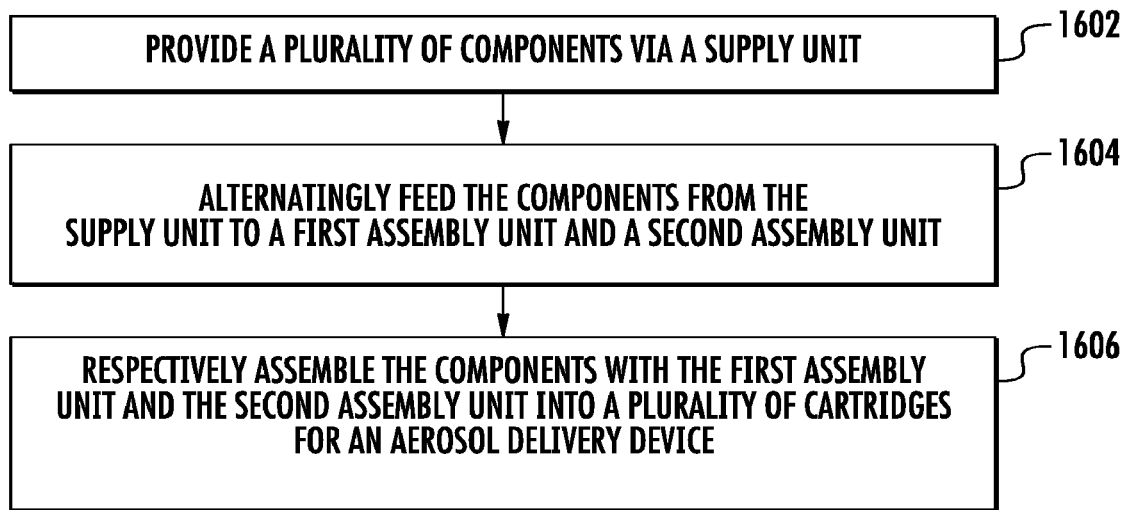 1602
PROVIDE A PLURALITY OF COMPONENTS VIA A SUPPLY UNIT
1604
ALTERNATINGLY FEED THE COMPONENTS FROM THE
SUPPLY UNIT TO A FIRST ASSEMBLY UNIT AND A SECOND ASSEMBLY UNIT
1606
RESPECTIVELY ASSEMBLE THE COMPONENTS WITH THE FIRST ASSEMBLY
UNIT AND THE SECOND ASSEMBLY UNIT INTO A PLURALITY OF CARTRIDGES
FOR AN AEROSOL DELIVERY DEVICE